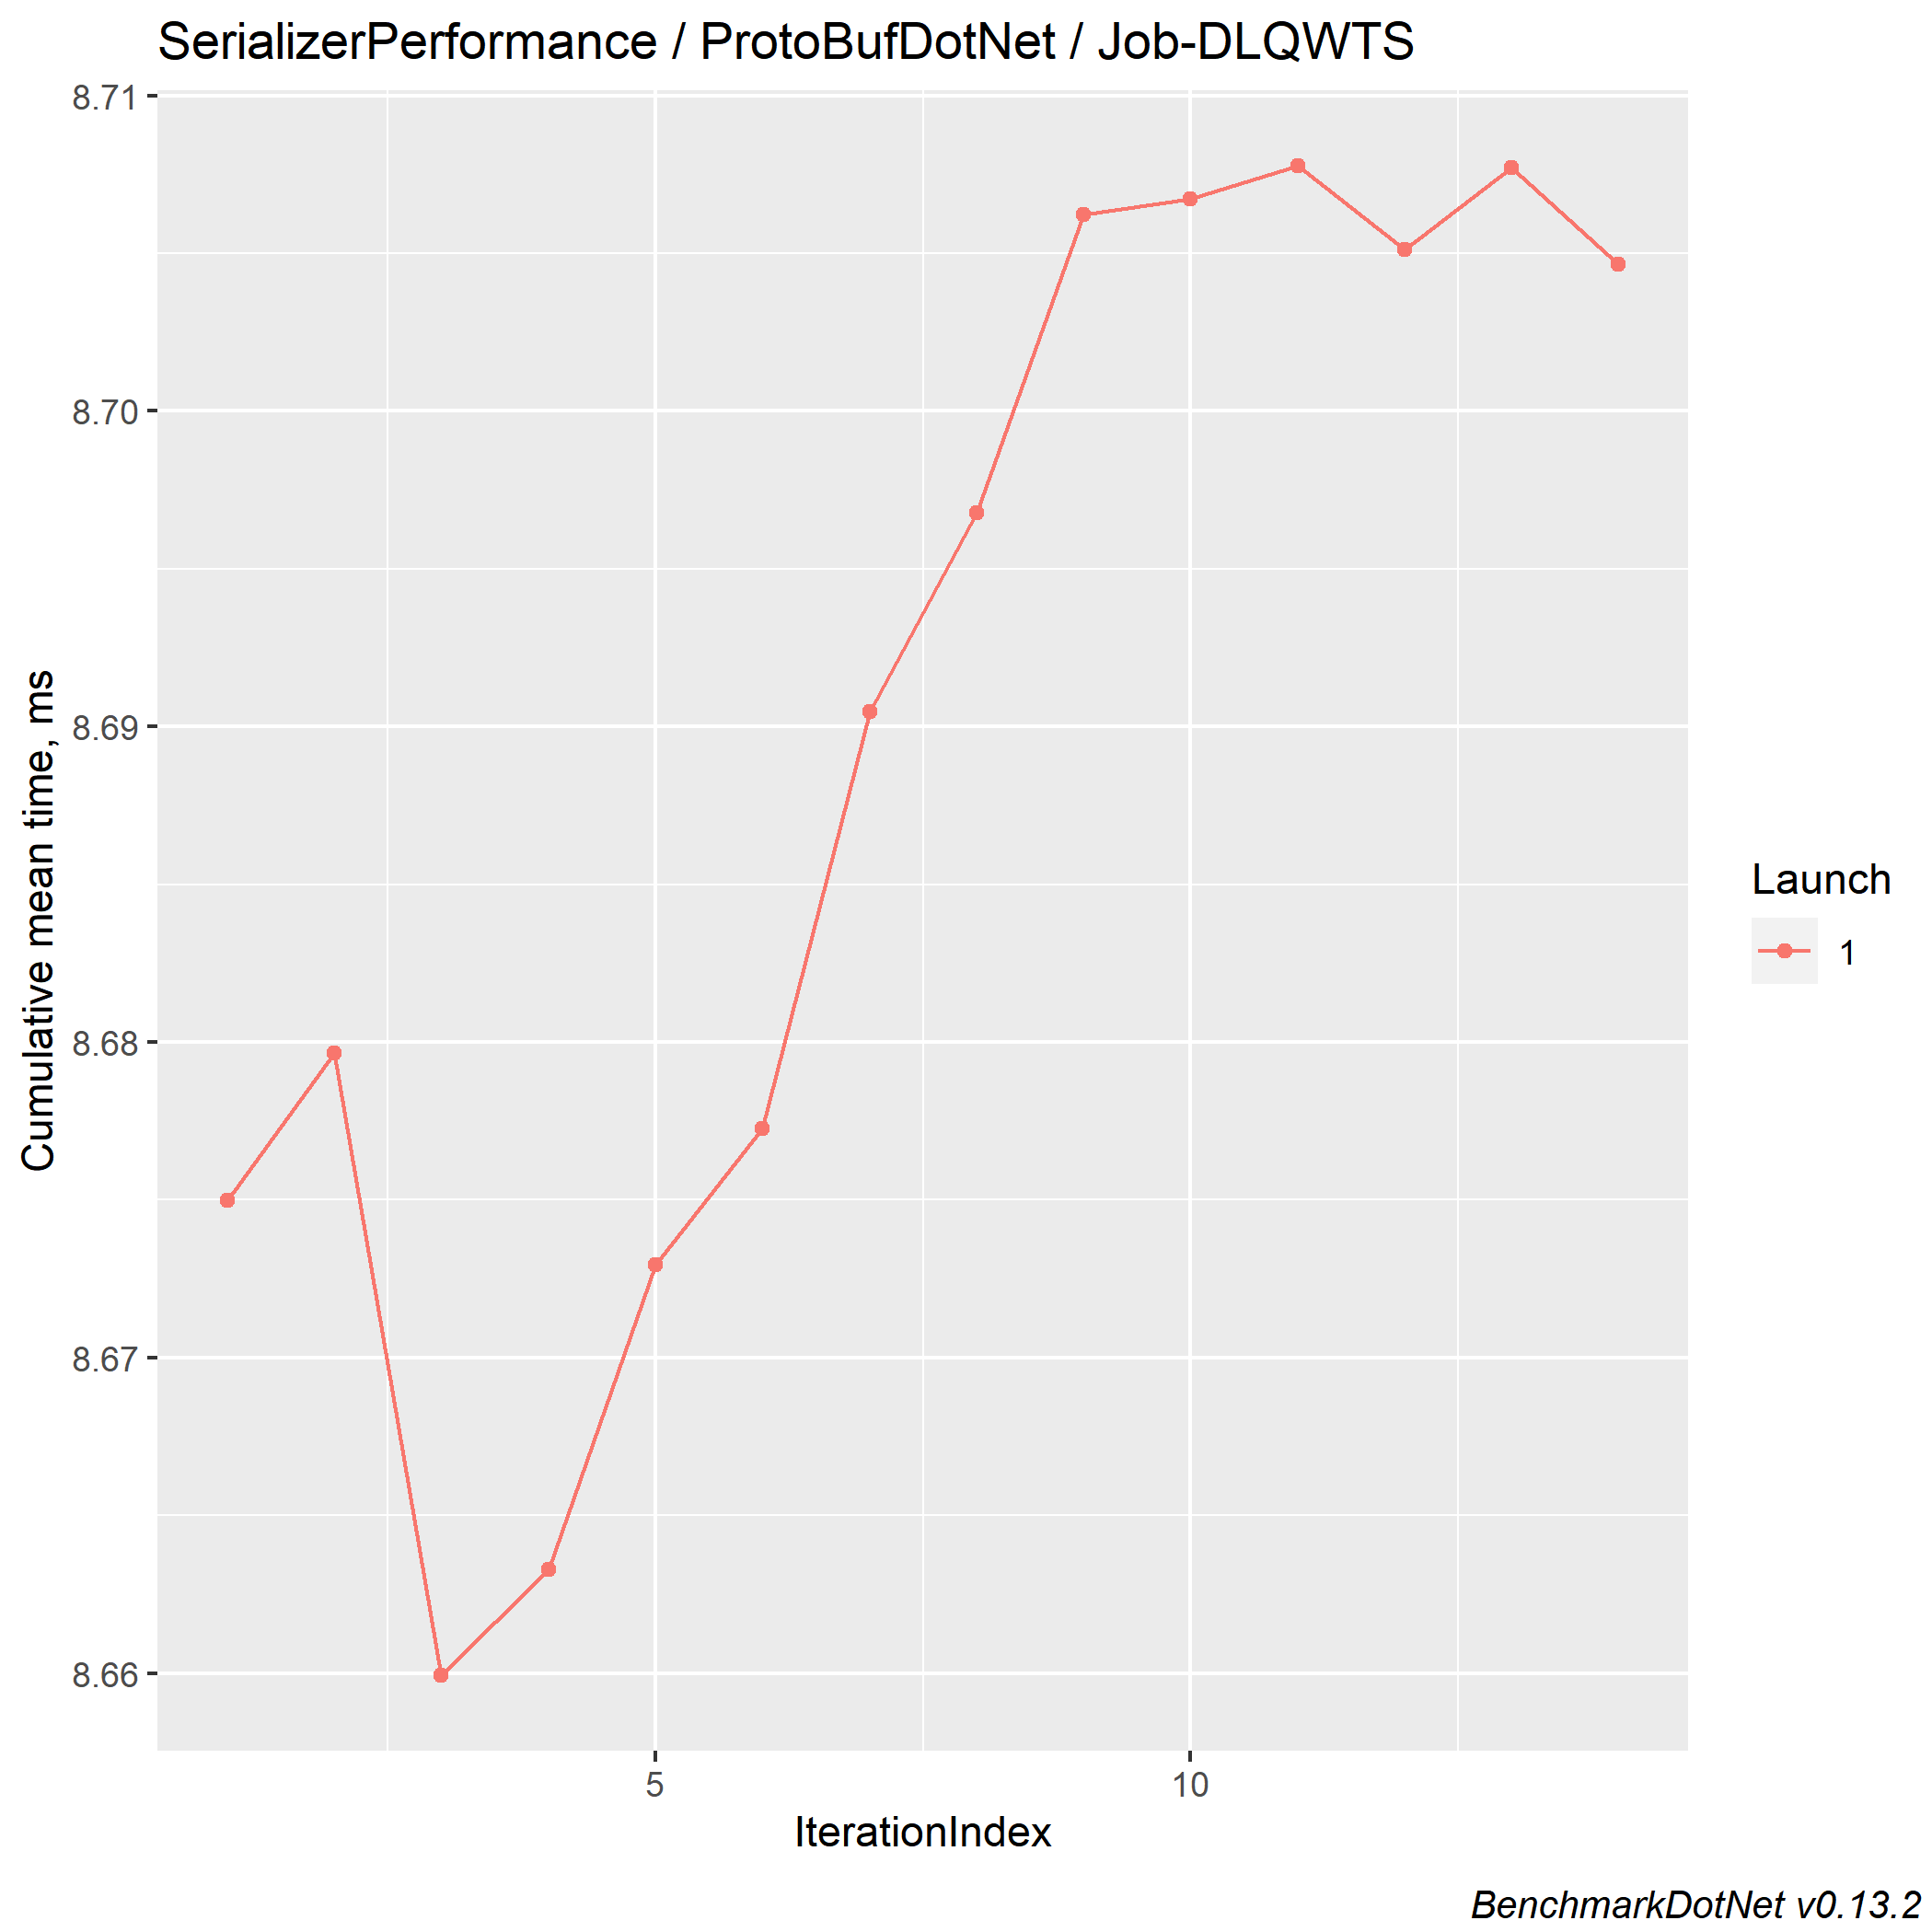 SerializerPerformance / ProtoBufDotNet / Job-DLQWTS
8.71
8.70
8.69
8.68
8.67
8.66
Cumulative mean time, ms
5
10
IterationIndex
Launch
1
BenchmarkDotNet v0.13.2